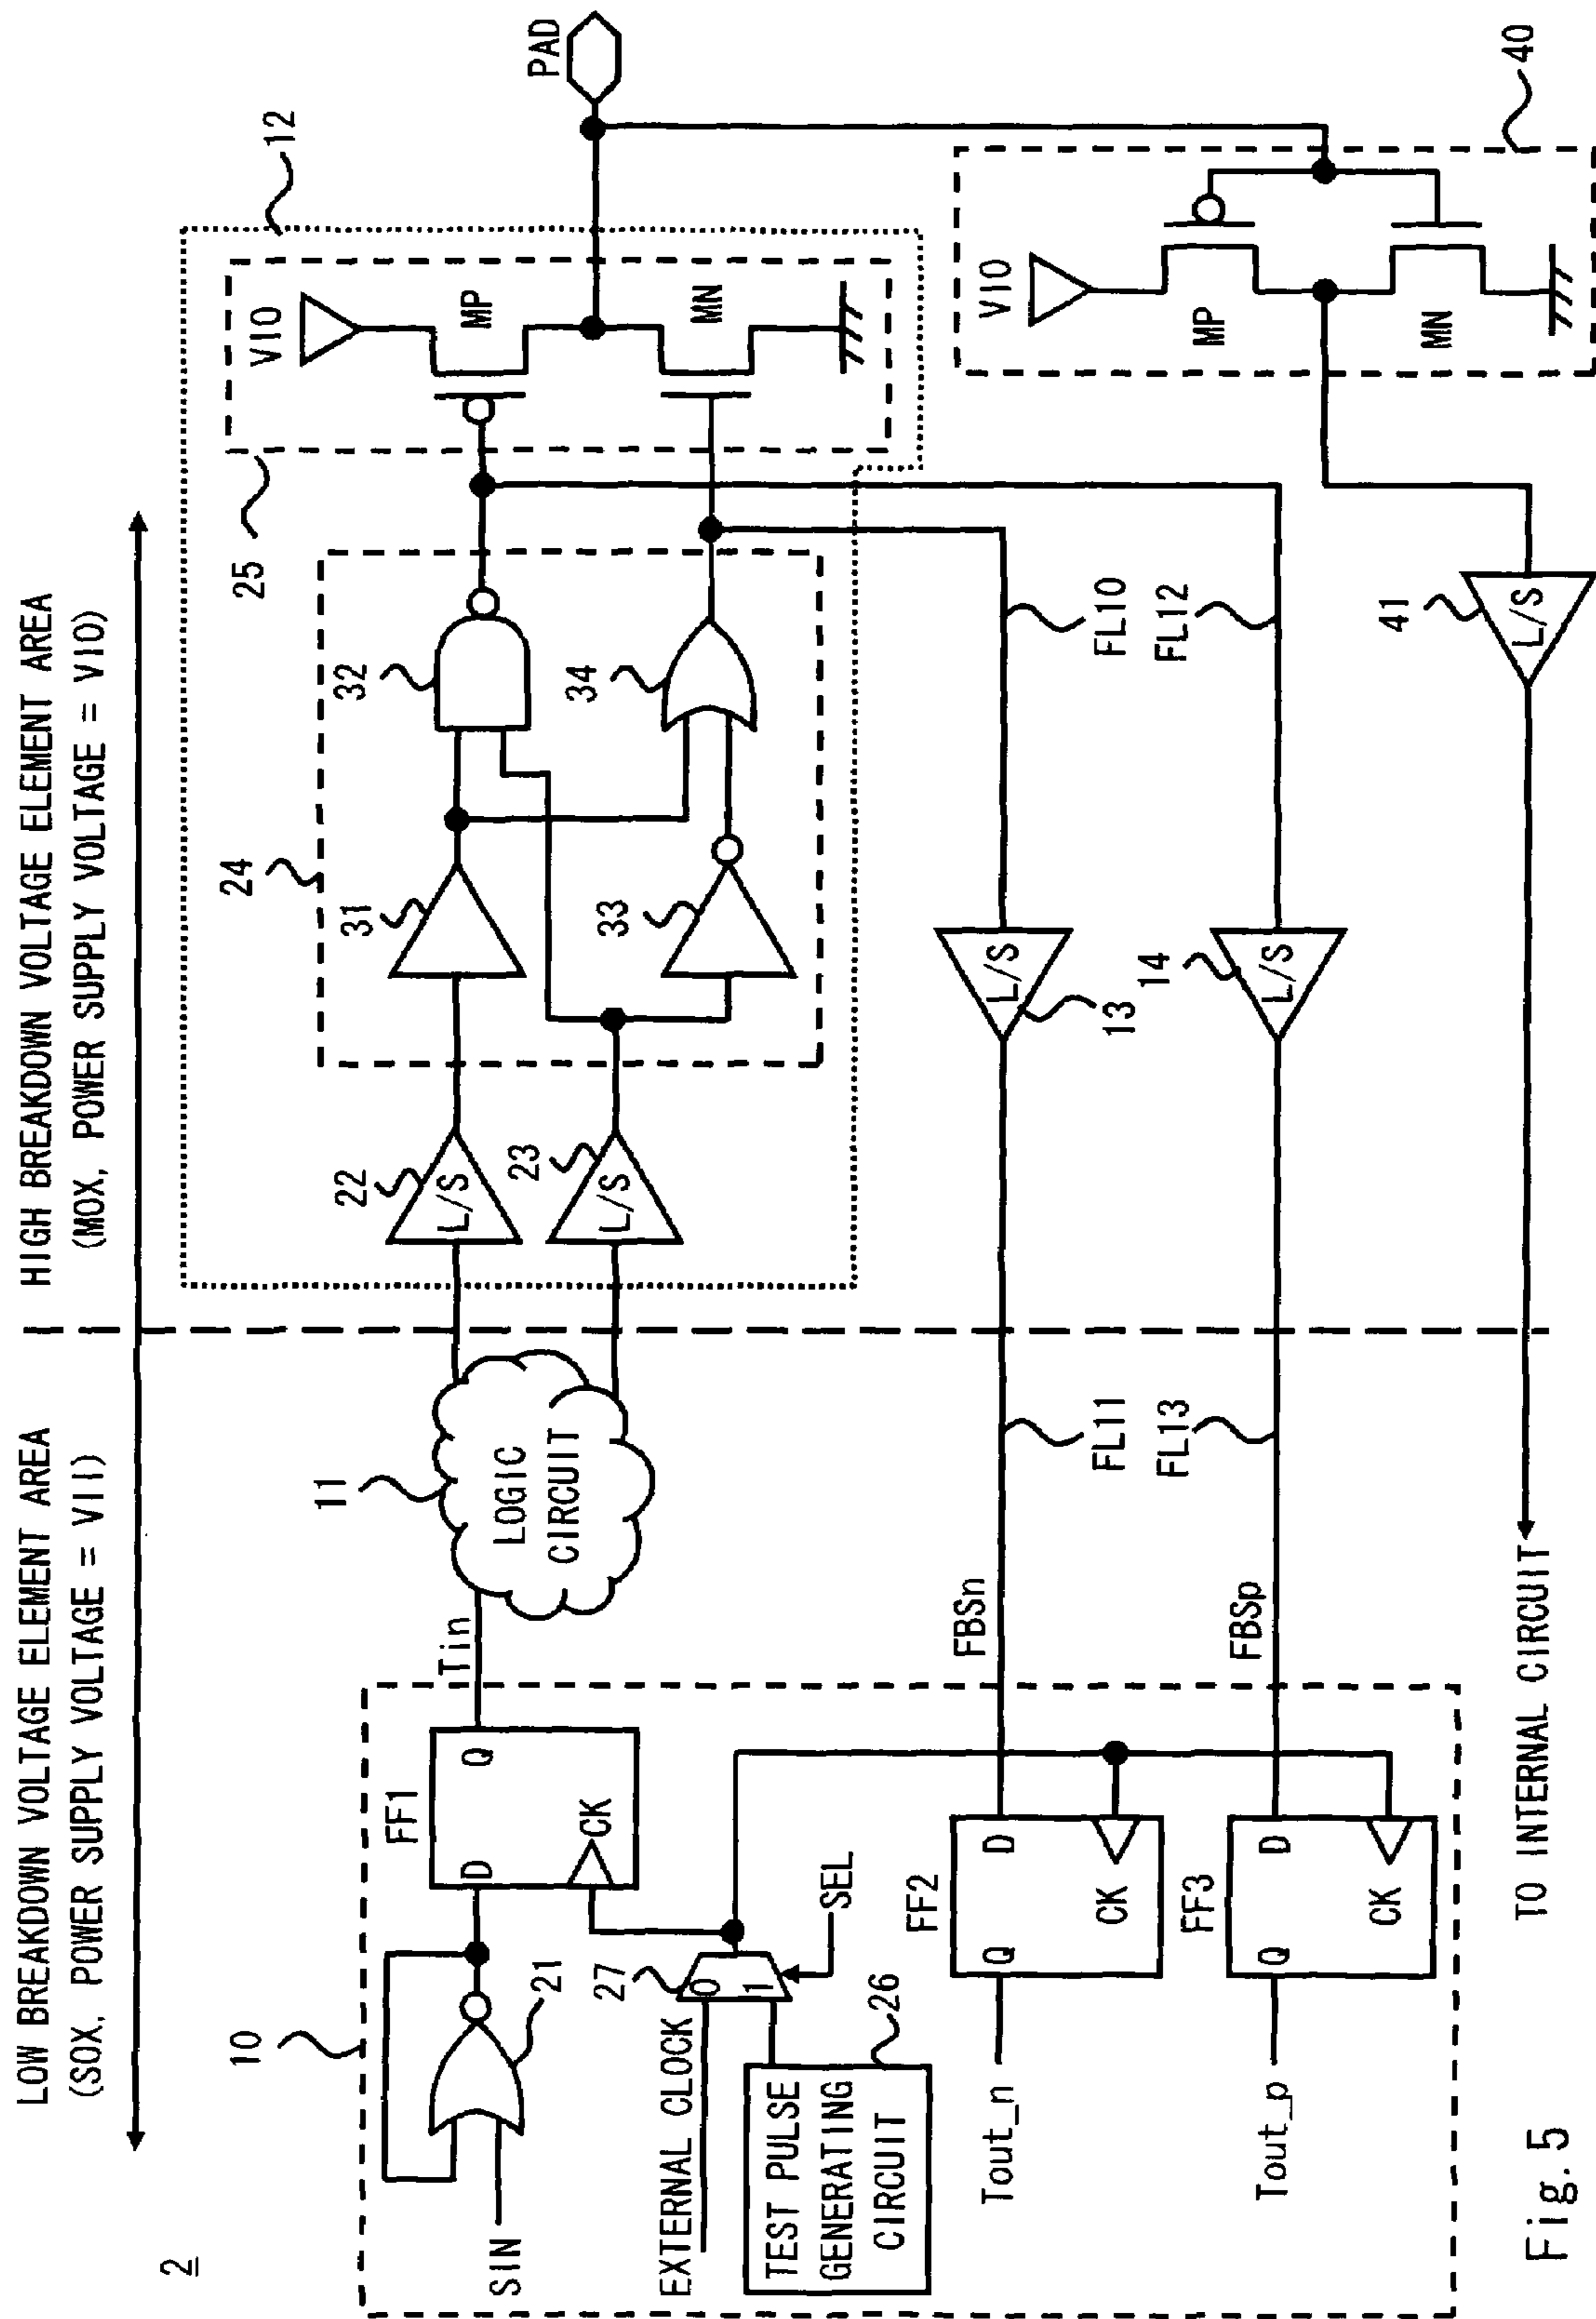 LOW BREAKDOWN VOLTAGE ELEMENT AREA
(SOX, POWER SUPPLY VOLTAGE = VII)
HIGH BREAKDOWN VOLTAGE ELEMENT AREA
(MOX, POWER SUPPLY VOLTAGE = VIO)
2
10
SIN
21
FF1
D
Q
CK
Tin
11
LOGIC
CIRCUIT
22
L/S
23
L/S
24
31
32
33
34
25
12
VIO
MP
MN
PAD
EXTERNAL CLOCK
27
0
1
SEL
TEST PULSE
GENERATING
CIRCUIT
26
Tout_n
FF2
Q
D
CK
FBSn
FL11
L/S
13
FL10
Tout_p
FF3
Q
D
CK
FBSp
FL13
14
L/S
FL12
VIO
MP
MN
40
41
L/S
TO INTERNAL CIRCUIT
Fig. 5